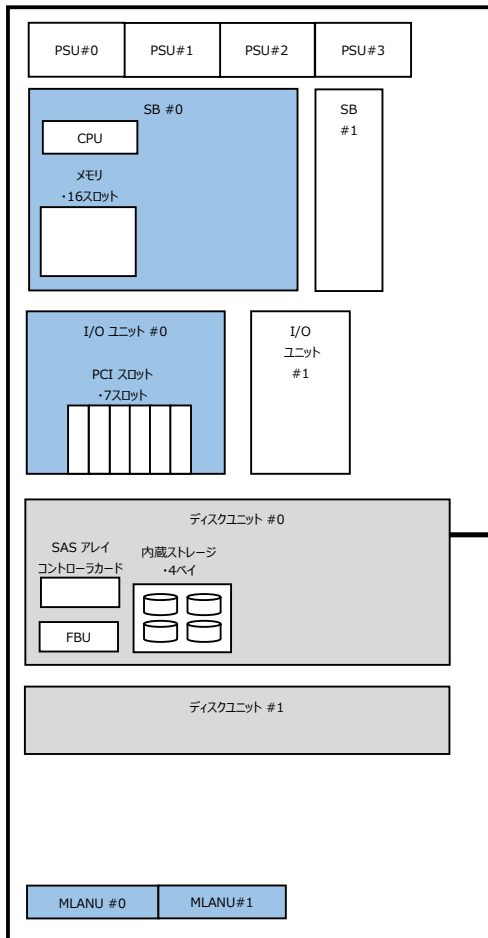 PSU#0
PSU#1
PSU#2
PSU#3
SB #0
CPU
メモリ
・16スロット
SB
#1
I/O ユニット #0
PCI スロット
・7スロット
I/O
ユニット
#1
ディスクユニット #0
SAS アレイ
コントローラカード
FBU
内蔵ストレージ
・4ベイ
ディスクユニット #1
MLANU #0
MLANU#1